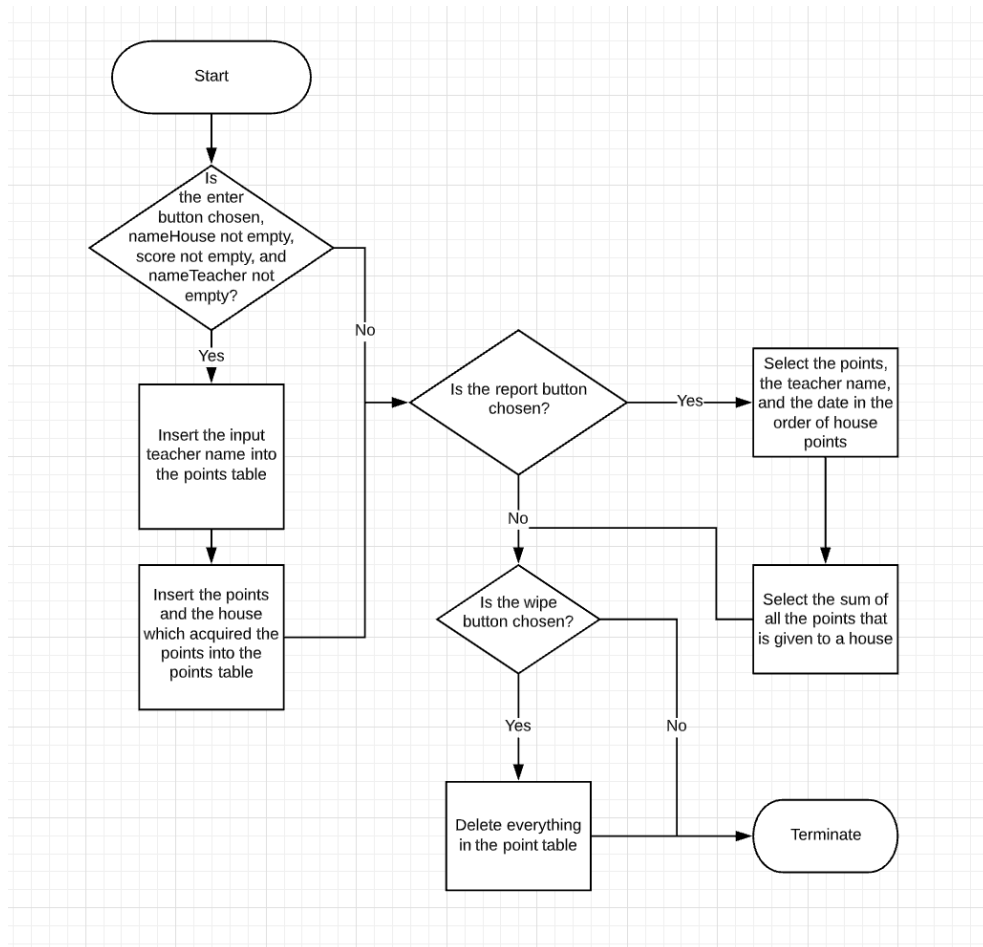 Start
Is
the enter
button chosen,
nameHouse not empty,
score not empty, and
nameTeacher not
empty?
No
Yes
Insert the input
teacher name into
the points table
Insert the points
and the house
which acquired the
points into the
points table
Is the report button
chosen?
Yes
Select the points,
the teacher name,
and the date in the
order of house
points
No
Select the sum of
all the points that
is given to a house
Is the wipe
button chosen?
Yes
No
Delete everything
in the point table
Terminate